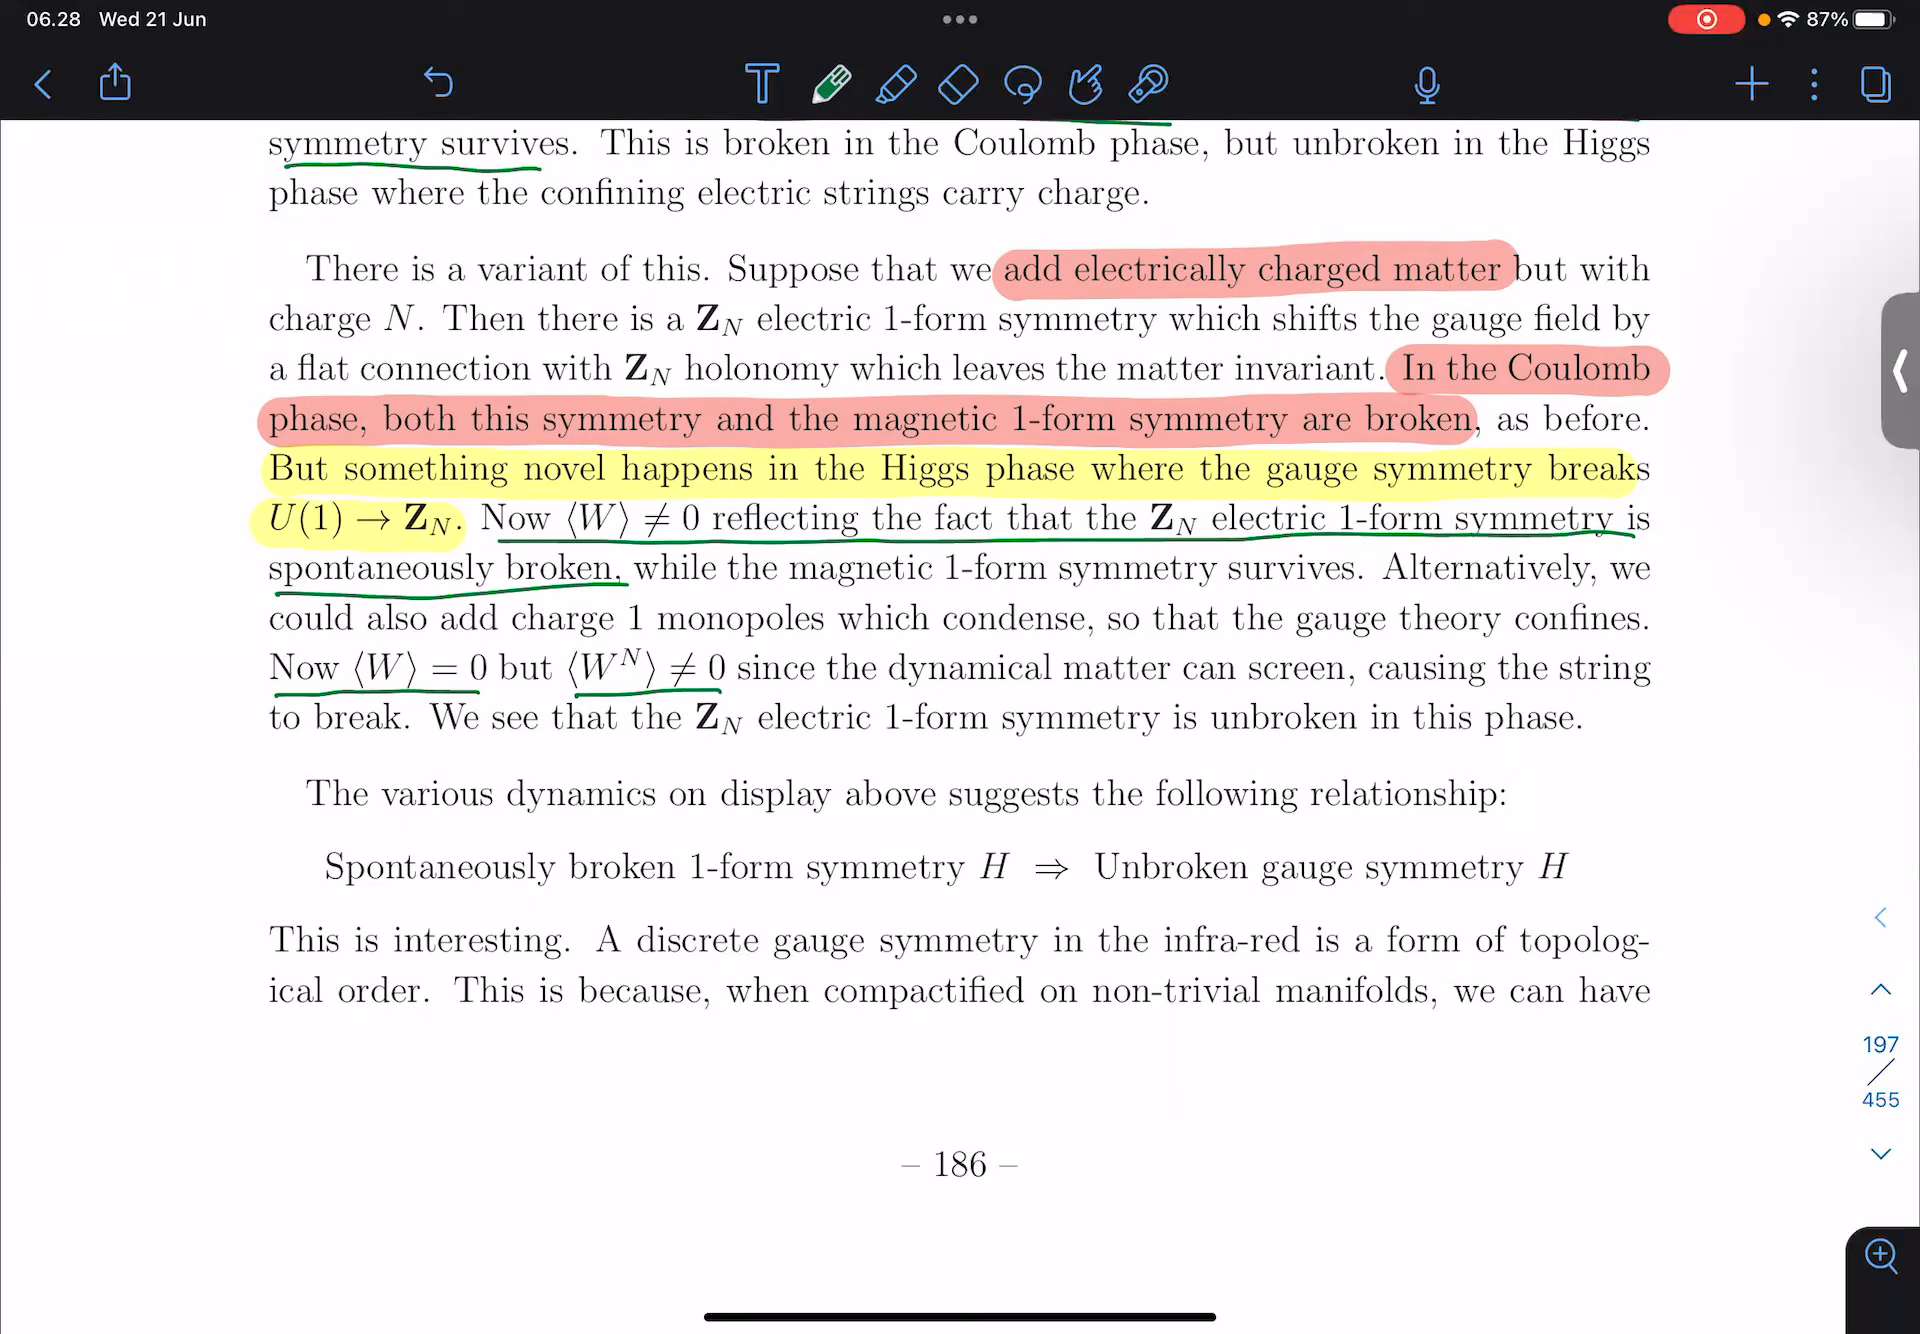 06.28 Wed 21 Jun
87%
symmetry survives. This is broken in the Coulomb phase, but unbroken in the Higgs
phase where the confining electric strings carry charge.
There is a variant of this. Suppose that we add electrically charged matter but with
charge N. Then there is a Z_N electric 1-form symmetry which shifts the gauge field by
a flat connection with Z_N holonomy which leaves the matter invariant. In the Coulomb
phase, both this symmetry and the magnetic 1-form symmetry are broken, as before.
But something novel happens in the Higgs phase where the gauge symmetry breaks
U(1) → Z_N. Now ⟨W⟩ ≠ 0 reflecting the fact that the Z_N electric 1-form symmetry is
spontaneously broken, while the magnetic 1-form symmetry survives. Alternatively, we
could also add charge 1 monopoles which condense, so that the gauge theory confines.
Now ⟨W⟩ = 0 but ⟨W^N⟩ ≠ 0 since the dynamical matter can screen, causing the string
to break. We see that the Z_N electric 1-form symmetry is unbroken in this phase.
The various dynamics on display above suggests the following relationship:
Spontaneously broken 1-form symmetry H ⇒ Unbroken gauge symmetry H
This is interesting. A discrete gauge symmetry in the infra-red is a form of topolog-
ical order. This is because, when compactified on non-trivial manifolds, we can have
197
/
455
– 186 –